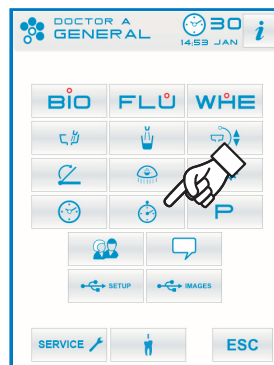 DOCTOR A
GENERAL
30
14:53 JAN
i
BIO FLU WHE
P
SETUP IMAGES
SERVICE ESC